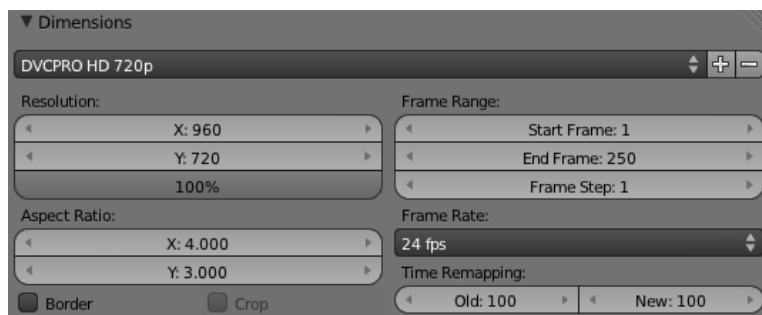 Dimensions
DVCPRO HD 720p
Resolution:
X: 960
Y: 720
100%
Aspect Ratio:
X: 4.000
Y: 3.000
Border Crop
Frame Range:
Start Frame: 1
End Frame: 250
Frame Step: 1
Frame Rate:
24 fps
Time Remapping:
Old: 100 New: 100